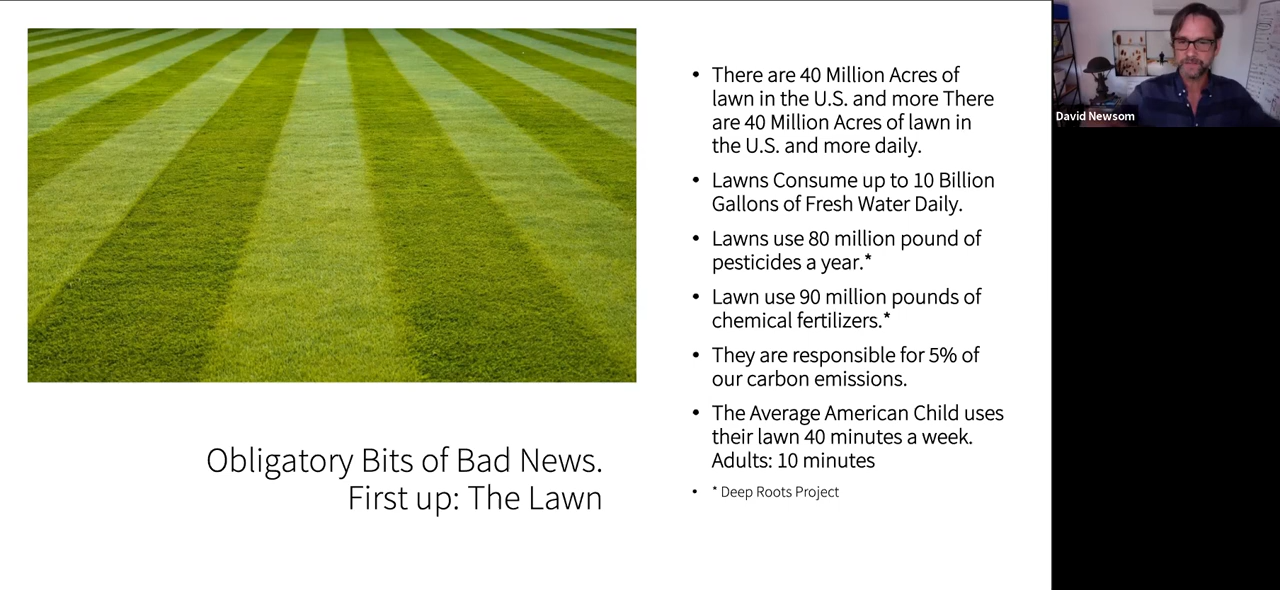 • There are 40 Million Acres of
lawn in the U.S. and more There
are 40 Million Acres of lawn in
the U.S. and more daily.
• Lawns Consume up to 10 Billion
Gallons of Fresh Water Daily.
• Lawns use 80 million pound of
pesticides a year.*
• Lawn use 90 million pounds of
chemical fertilizers.*
• They are responsible for 5% of
our carbon emissions.
• The Average American Child uses
their lawn 40 minutes a week.
Adults: 10 minutes
• * Deep Roots Project
Obligatory Bits of Bad News.
First up: The Lawn
David Newsom